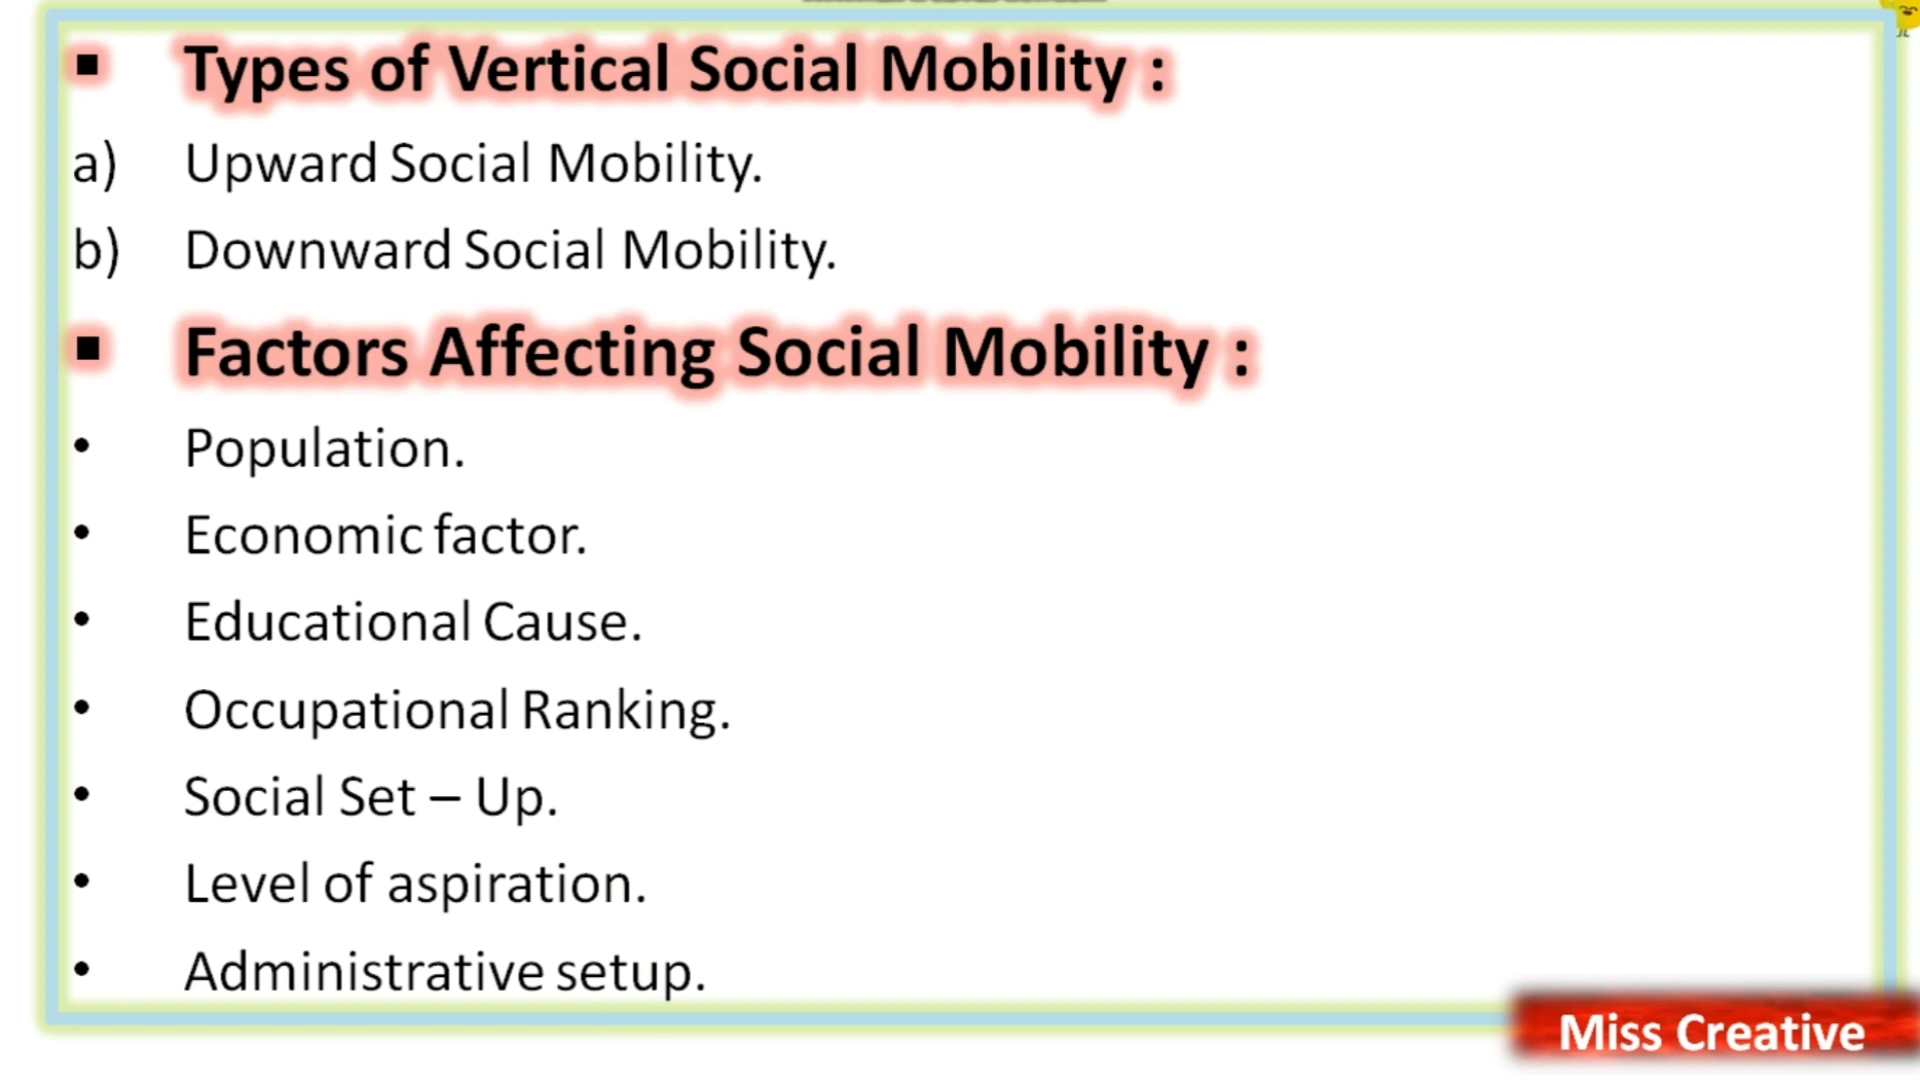 ▪ Types of Vertical Social Mobility :
a) Upward Social Mobility.
b) Downward Social Mobility.
▪ Factors Affecting Social Mobility :
• Population.
• Economic factor.
• Educational Cause.
• Occupational Ranking.
• Social Set – Up.
• Level of aspiration.
• Administrative setup.
Miss Creative